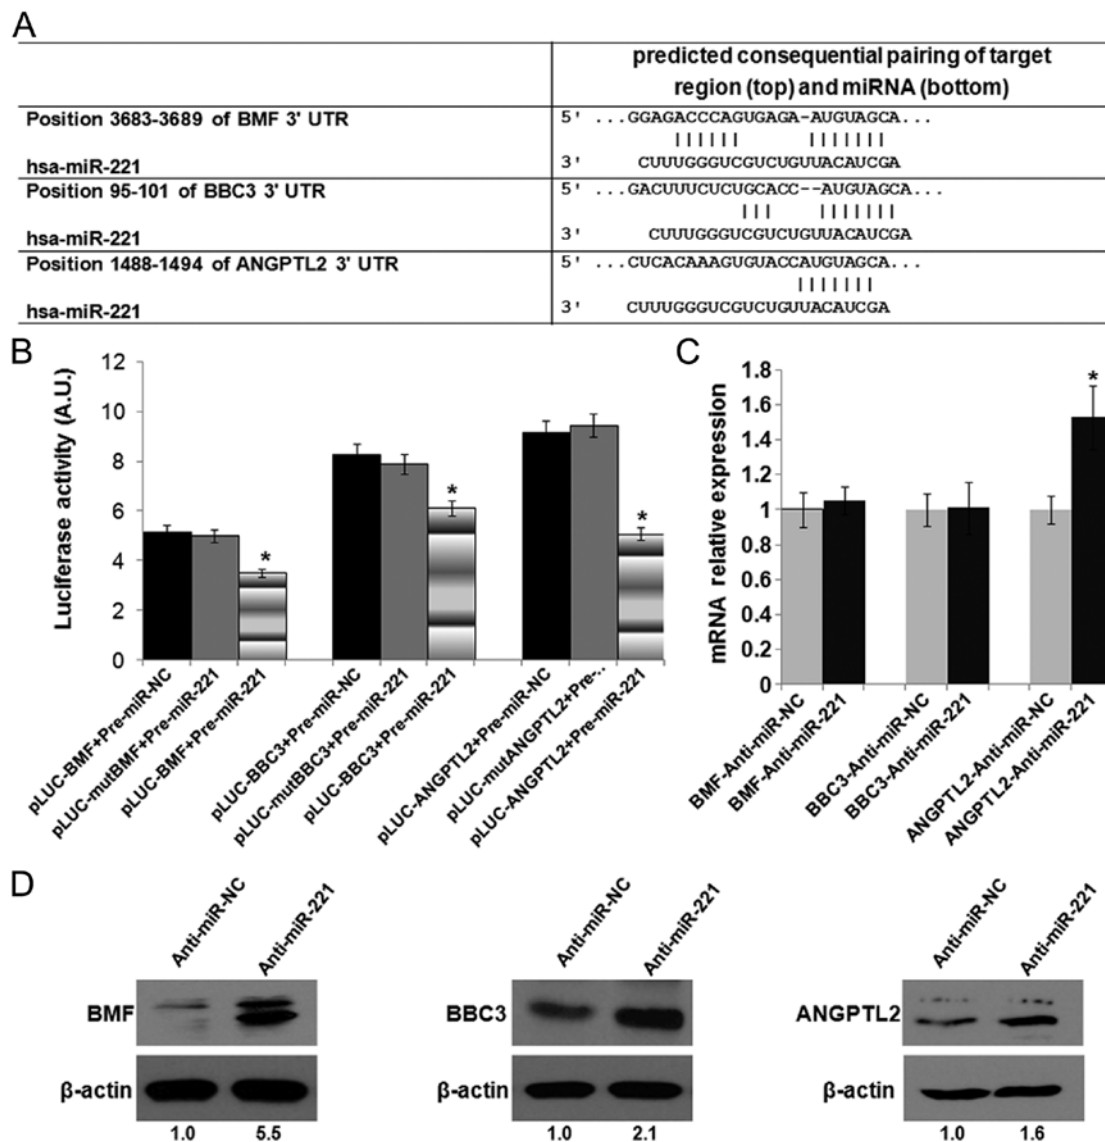 A
predicted consequential pairing of target
region (top) and miRNA (bottom)
Position 3683-3689 of BMF 3' UTR
5' ...GGAGACCCAGUGAGA-AUGUAGCA...
hsa-miR-221
3' CUUUGGGUCGUCUGUUACAUCGA
Position 95-101 of BBC3 3' UTR
5' ...GACUUUCUCUGCACC--AUGUAGCA...
hsa-miR-221
3' CUUUGGGUCGUCUGUUACAUCGA
Position 1488-1494 of ANGPTL2 3' UTR
5' ...CUCACAAAGUGUACCAUGUAGCA...
hsa-miR-221
3' CUUUGGGUCGUCUGUUACAUCGA
B
Luciferase activity (A.U.)
12
10
8
6
4
2
0
*
*
*
pLUC-BMF+Pre-miR-NC
pLUC-mutBMF+Pre-miR-221
pLUC-BMF+Pre-miR-221
pLUC-BBC3+Pre-miR-NC
pLUC-mutBBC3+Pre-miR-221
pLUC-BBC3+Pre-miR-221
pLUC-ANGPTL2+Pre-miR-NC
pLUC-mutANGPTL2+Pre-...
pLUC-ANGPTL2+Pre-miR-221
C
mRNA relative expression
1.8
1.6
1.4
1.2
1
0.8
0.6
0.4
0.2
0
*
BMF-Anti-miR-NC
BMF-Anti-miR-221
BBC3-Anti-miR-NC
BBC3-Anti-miR-221
ANGPTL2-Anti-miR-NC
ANGPTL2-Anti-miR-221
D
Anti-miR-NC
Anti-miR-221
BMF
β-actin
1.0 5.5
Anti-miR-NC
Anti-miR-221
BBC3
β-actin
1.0 2.1
Anti-miR-NC
Anti-miR-221
ANGPTL2
β-actin
1.0 1.6